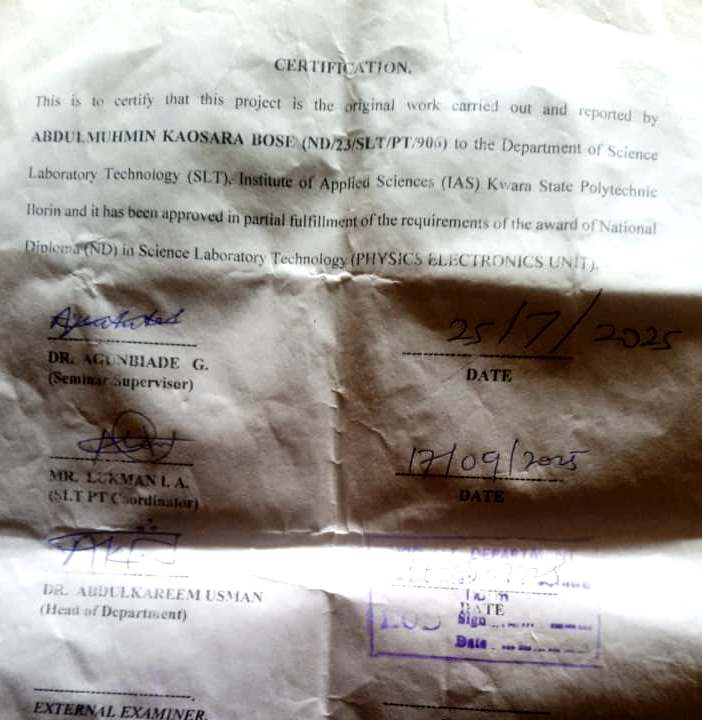 CERTIFICATION.
This is to certify that this project is the original work carried out and reported by
ABDULMUHMIN KAOSARA BOSE (ND/23/SLT/PT/906) to the Department of Science
Laboratory Technology (SLT), Institute of Applied Sciences (IAS) Kwara State Polytechnic
Ilorin and it has been approved in partial fulfillment of the requirements of the award of National
Diploma (ND) in Science Laboratory Technology (PHYSICS ELECTRONICS UNIT).
25/7/2025
DR. AGUNBIADE G.
DATE
(Seminar Supervisor)
17/09/2025
MR. LUKMAN I. A.
DATE
(SLT PT Coordinator)
DEPARTMENT
DR. ABDULKAREEM USMAN
DATE
(Head of Department)
Sign
Date
EXTERNAL EXAMINER.